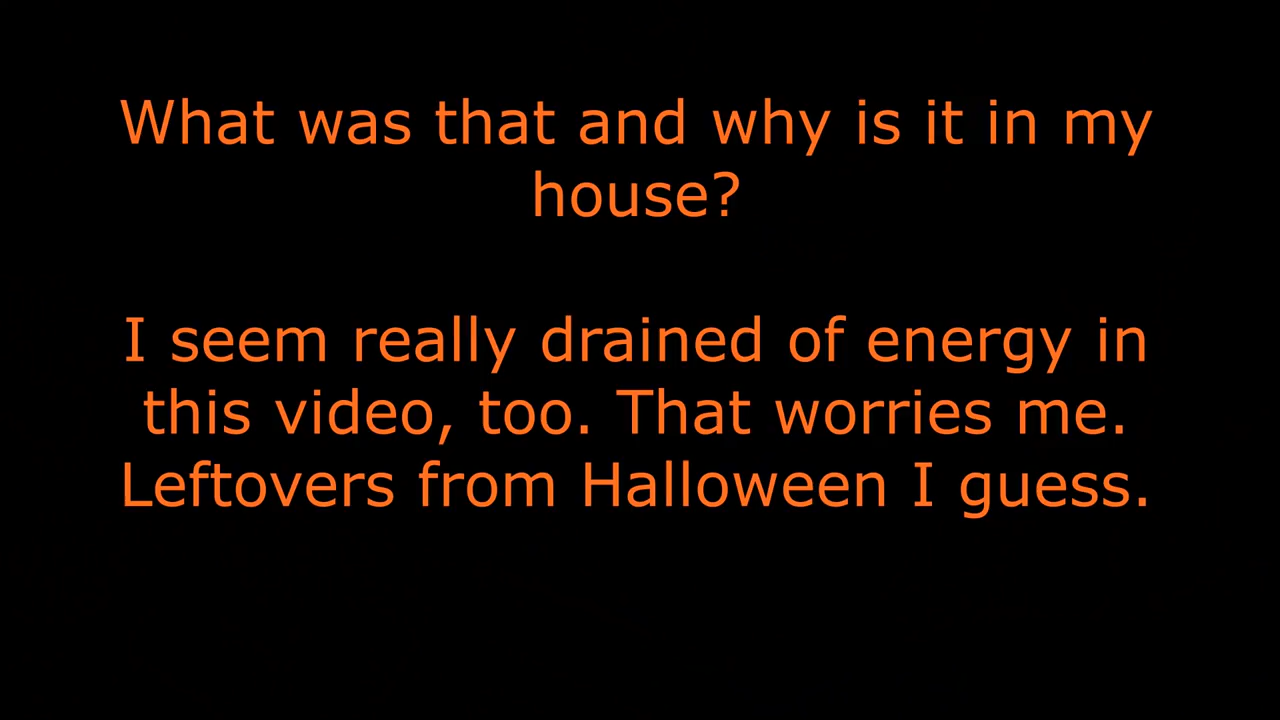 What was that and why is it in my
house?
I seem really drained of energy in
this video, too. That worries me.
Leftovers from Halloween I guess.